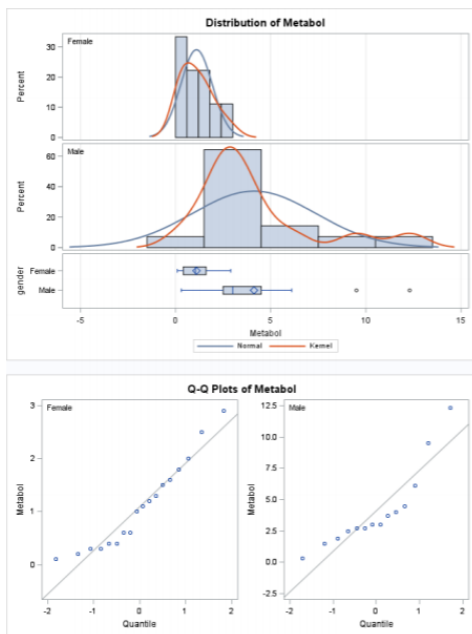 Distribution of Metabol
Female
30
20
10
0
Percent
Male
60
40
20
0
Percent
gender
Female
Male
-5 0 5 10 15
Metabol
Normal Kernel
Q-Q Plots of Metabol
Female Male
3
2
1
0
Metabol
-2 -1 0 1 2
Quantile
12.5
10.0
7.5
5.0
2.5
0.0
-2.5
Metabol
-2 -1 0 1 2
Quantile